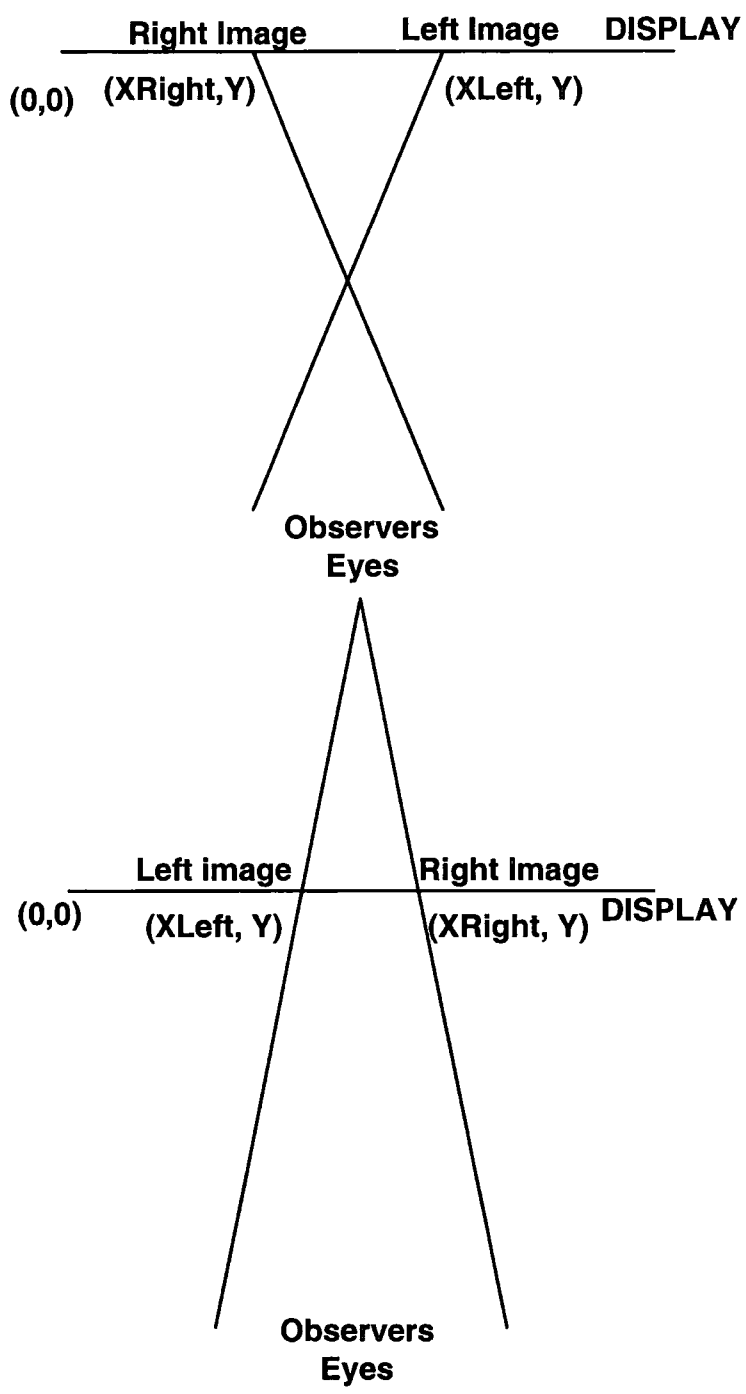 Right Image Left Image DISPLAY
(0,0) (XRight,Y) (XLeft, Y)
Observers
Eyes
Left image Right Image
(0,0) (XLeft, Y) (XRight, Y) DISPLAY
Observers
Eyes